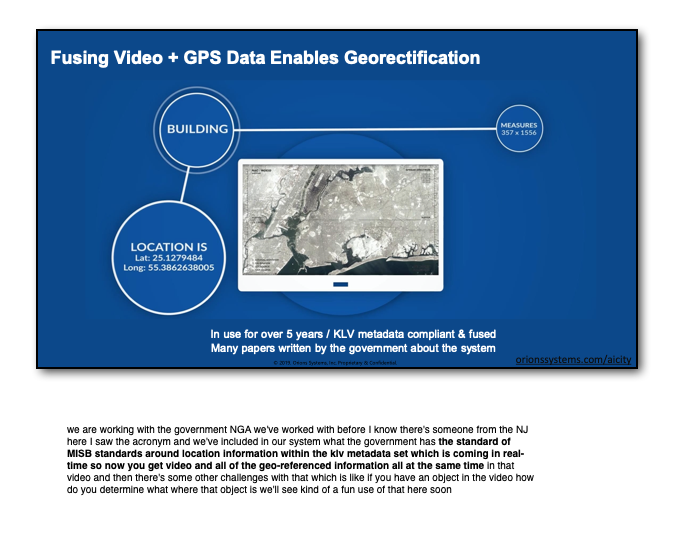 Fusing Video + GPS Data Enables Georectification
BUILDING
MEASURES
357 x 1556
LOCATION IS
Lat: 25.1279484
Long: 55.3862638005
In use for over 5 years / KLV metadata compliant & fused
Many papers written by the government about the system
© 2019. Orions Systems, Inc. Proprietary & Confidential
orionssystems.com/aicity
we are working with the government NGA we've worked with before I know there's someone from the NJ
here I saw the acronym and we've included in our system what the government has the standard of
MISB standards around location information within the klv metadata set which is coming in real-
time so now you get video and all of the geo-referenced information all at the same time in that
video and then there's some other challenges with that which is like if you have an object in the video how
do you determine what where that object is we'll see kind of a fun use of that here soon